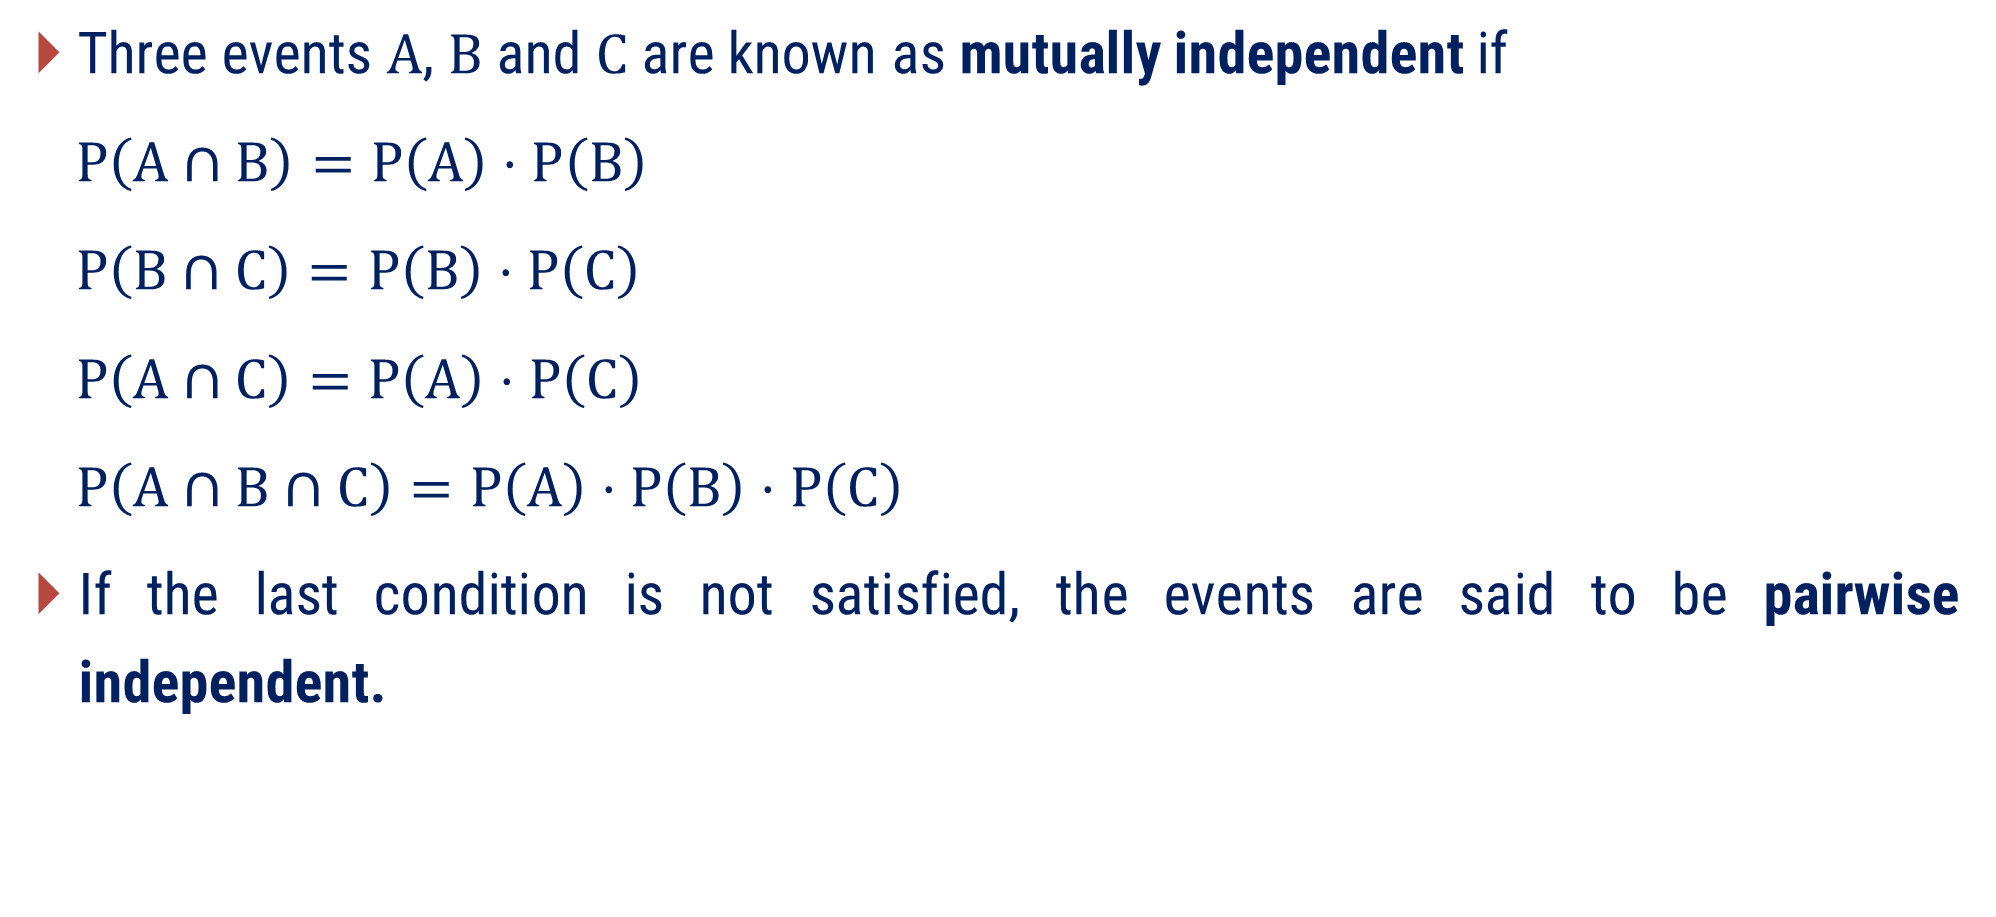 Three events A, B and C are known as mutually independent if
P(A ∩ B) = P(A) · P(B)
P(B ∩ C) = P(B) · P(C)
P(A ∩ C) = P(A) · P(C)
P(A ∩ B ∩ C) = P(A) · P(B) · P(C)
If the last condition is not satisfied, the events are said to be pairwise
independent.